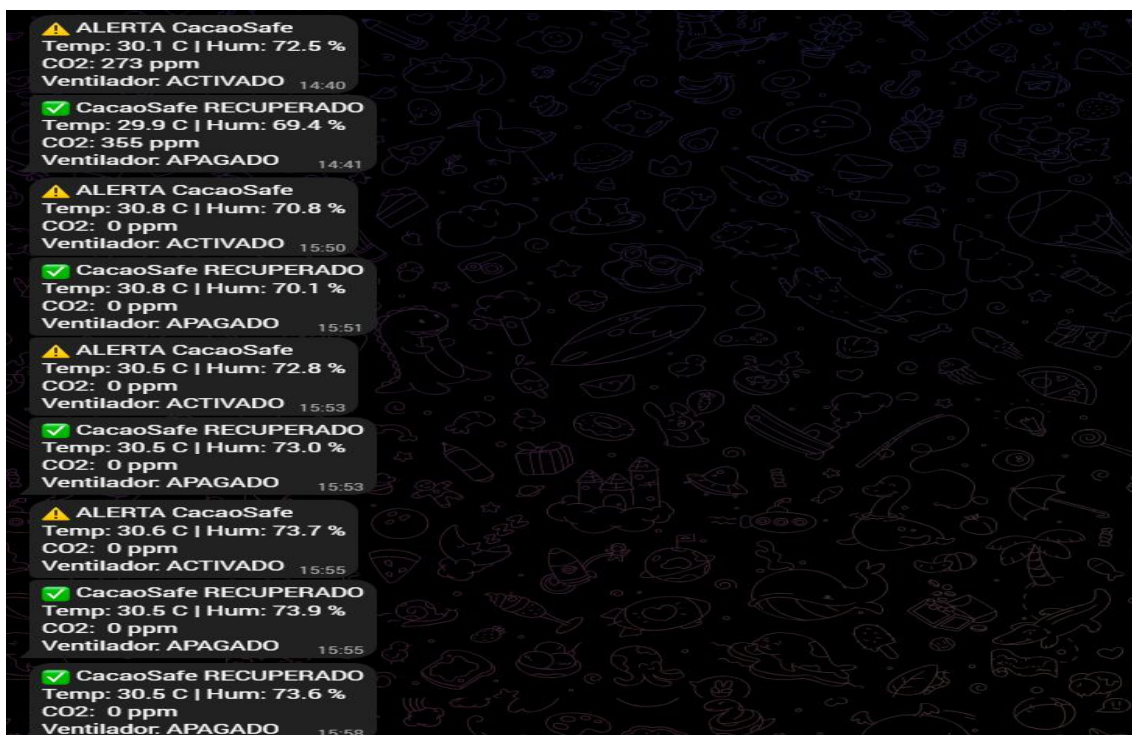 ⚠️ ALERTA CacaoSafe
Temp: 30.1 C | Hum: 72.5 %
CO2: 273 ppm
Ventilador: ACTIVADO 14:40
✅ CacaoSafe RECUPERADO
Temp: 29.9 C | Hum: 69.4 %
CO2: 355 ppm
Ventilador: APAGADO 14:41
⚠️ ALERTA CacaoSafe
Temp: 30.8 C | Hum: 70.8 %
CO2: 0 ppm
Ventilador: ACTIVADO 15:50
✅ CacaoSafe RECUPERADO
Temp: 30.8 C | Hum: 70.1 %
CO2: 0 ppm
Ventilador: APAGADO 15:51
⚠️ ALERTA CacaoSafe
Temp: 30.5 C | Hum: 72.8 %
CO2: 0 ppm
Ventilador: ACTIVADO 15:53
✅ CacaoSafe RECUPERADO
Temp: 30.5 C | Hum: 73.0 %
CO2: 0 ppm
Ventilador: APAGADO 15:53
⚠️ ALERTA CacaoSafe
Temp: 30.6 C | Hum: 73.7 %
CO2: 0 ppm
Ventilador: ACTIVADO 15:55
✅ CacaoSafe RECUPERADO
Temp: 30.5 C | Hum: 73.9 %
CO2: 0 ppm
Ventilador: APAGADO 15:55
✅ CacaoSafe RECUPERADO
Temp: 30.5 C | Hum: 73.6 %
CO2: 0 ppm
Ventilador: APAGADO 15:58